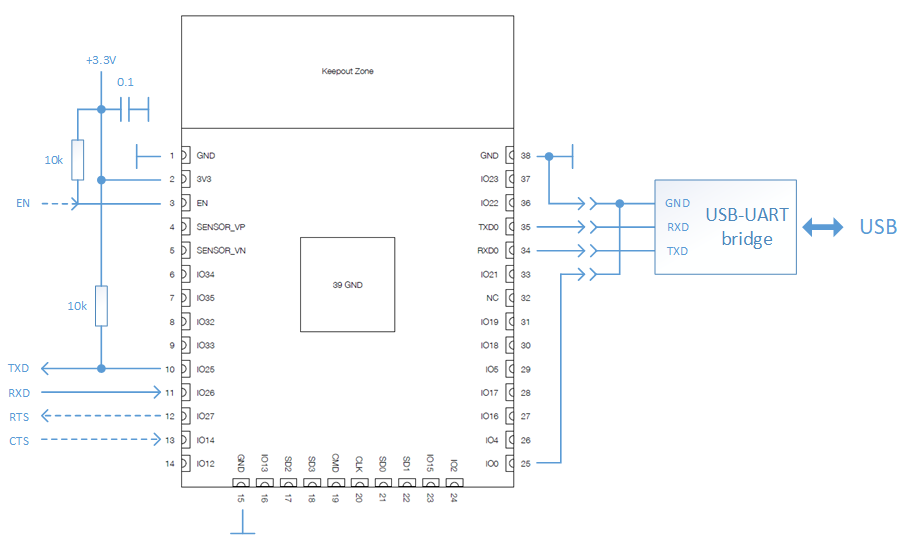 Keepout Zone
+3.3V
0.1
10k
EN
10k
TXD
RXD
RTS
CTS
1 GND
2 3V3
3 EN
4 SENSOR_VP
5 SENSOR_VN
6 IO34
7 IO35
8 IO32
9 IO33
10 IO25
11 IO26
12 IO27
13 IO14
14 IO12
39 GND
GND 15
IO13 16
SD2 17
SD3 18
CMD 19
CLK 20
SD0 21
SD1 22
IO15 23
IO2 24
GND 38
IO23 37
IO22 36
TXD0 35
RXD0 34
IO21 33
NC 32
IO19 31
IO18 30
IO5 29
IO17 28
IO16 27
IO4 26
IO0 25
GND
RXD
TXD
USB-UART
bridge
USB